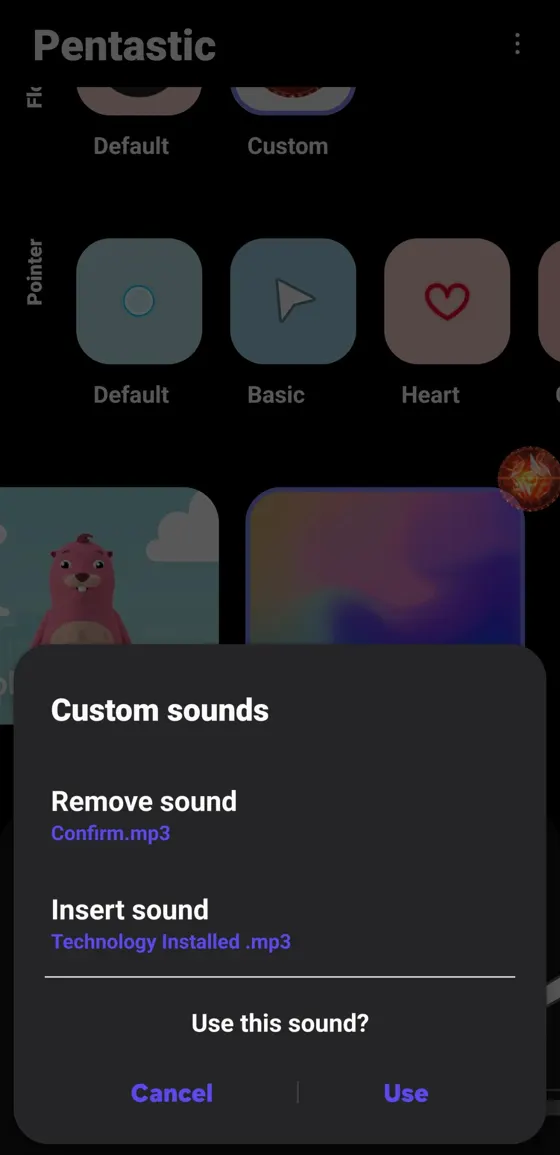 Pentastic
Default
Custom
Pointer
Default
Basic
Heart
Custom sounds
Remove sound
Confirm.mp3
Insert sound
Technology Installed .mp3
Use this sound?
Cancel
Use